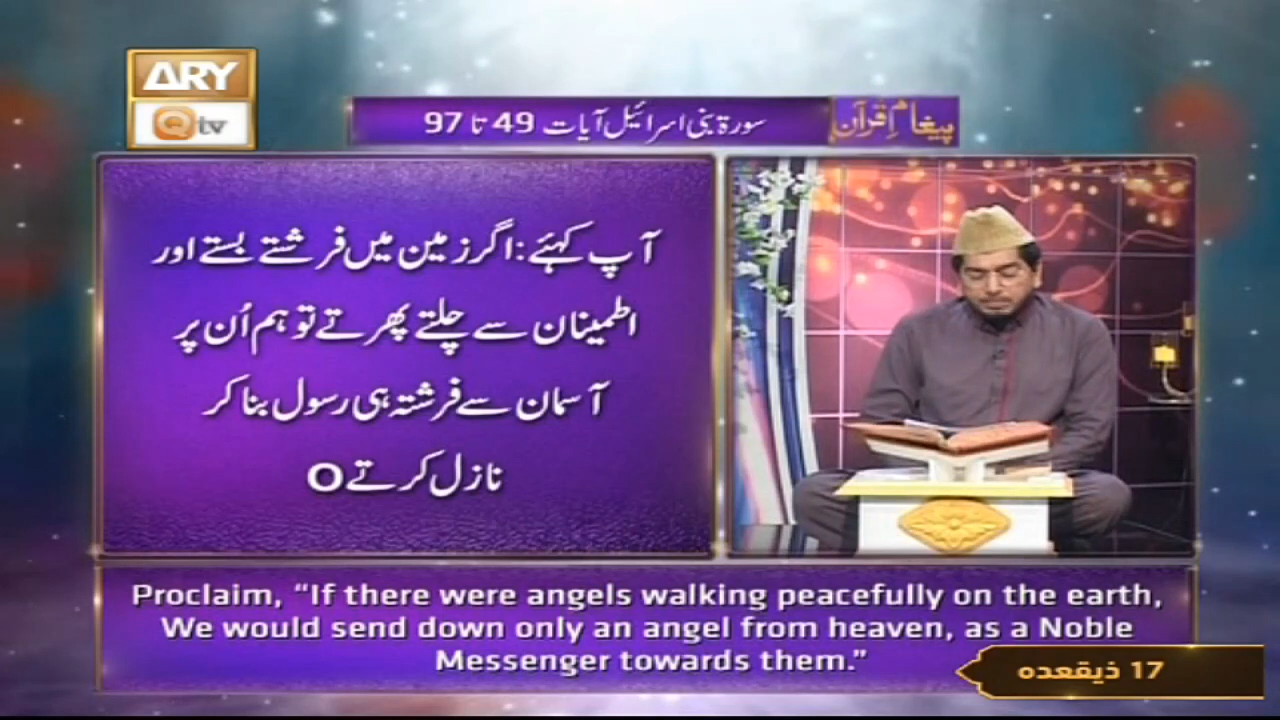 ARY
Qtv
پیغامِ قرآن
سورۃ بنی اسرائیل آیات 49 تا 97
آپ کہئے: اگر زمین میں فرشتے بستے اور
اطمینان سے چلتے پھرتے تو ہم اُن پر
آسمان سے فرشتہ ہی رسول بنا کر
نازل کرتے O
Proclaim, “If there were angels walking peacefully on the earth,
We would send down only an angel from heaven, as a Noble
Messenger towards them.”
17 ذیقعدہ